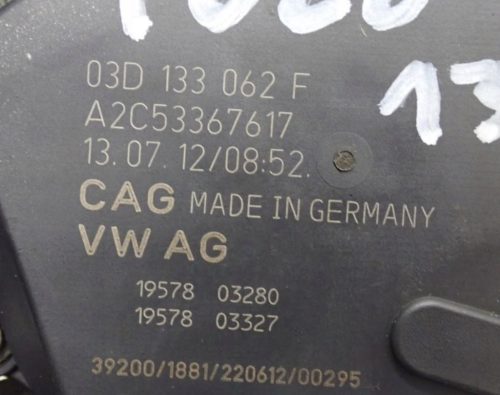 03D 133 062 F
A2C53367617
13.07.12/08:52.
CAG MADE IN GERMANY
VW AG
19578 03280
19578 03327
39200/1881/220612/00295
13